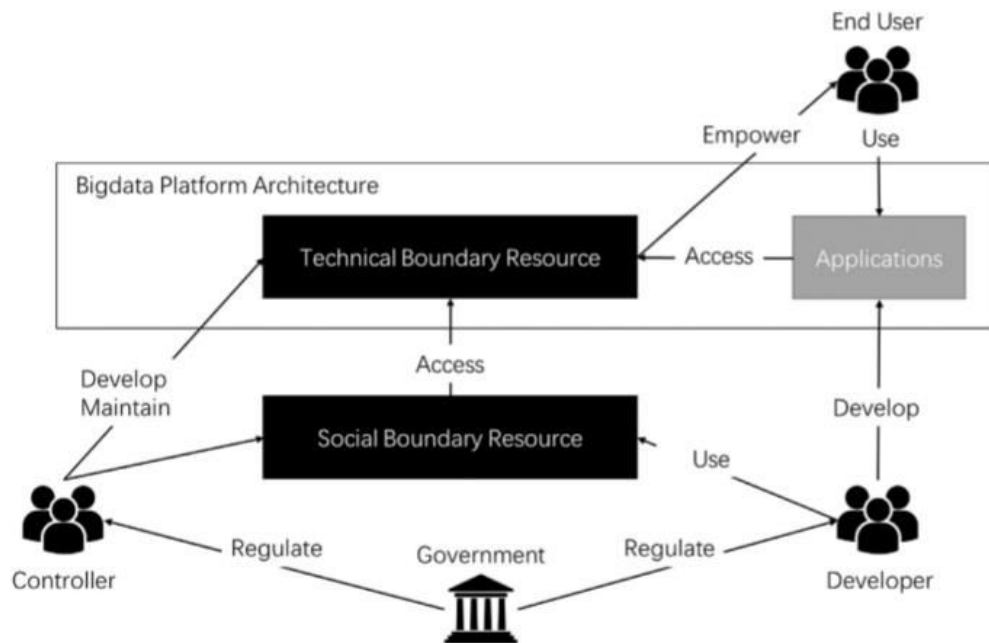 End User
Empower
Use
Bigdata Platform Architecture
Technical Boundary Resource
Access
Applications
Develop
Maintain
Access
Develop
Social Boundary Resource
Use
Regulate
Government
Regulate
Controller
Developer